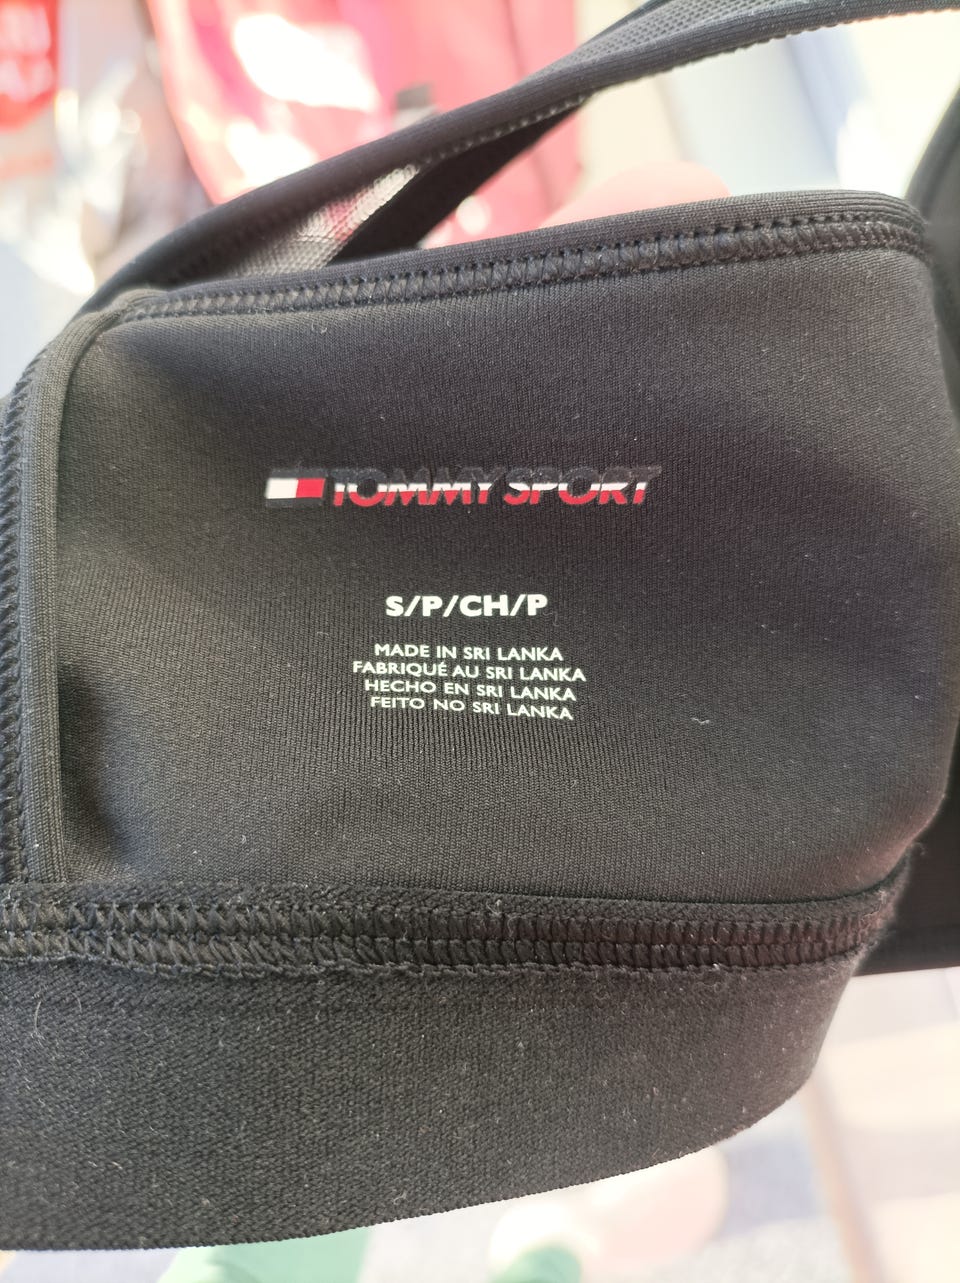 TOMMY SPORT
S/P/CH/P
MADE IN SRI LANKA
FABRIQUÉ AU SRI LANKA
HECHO EN SRI LANKA
FEITO NO SRI LANKA